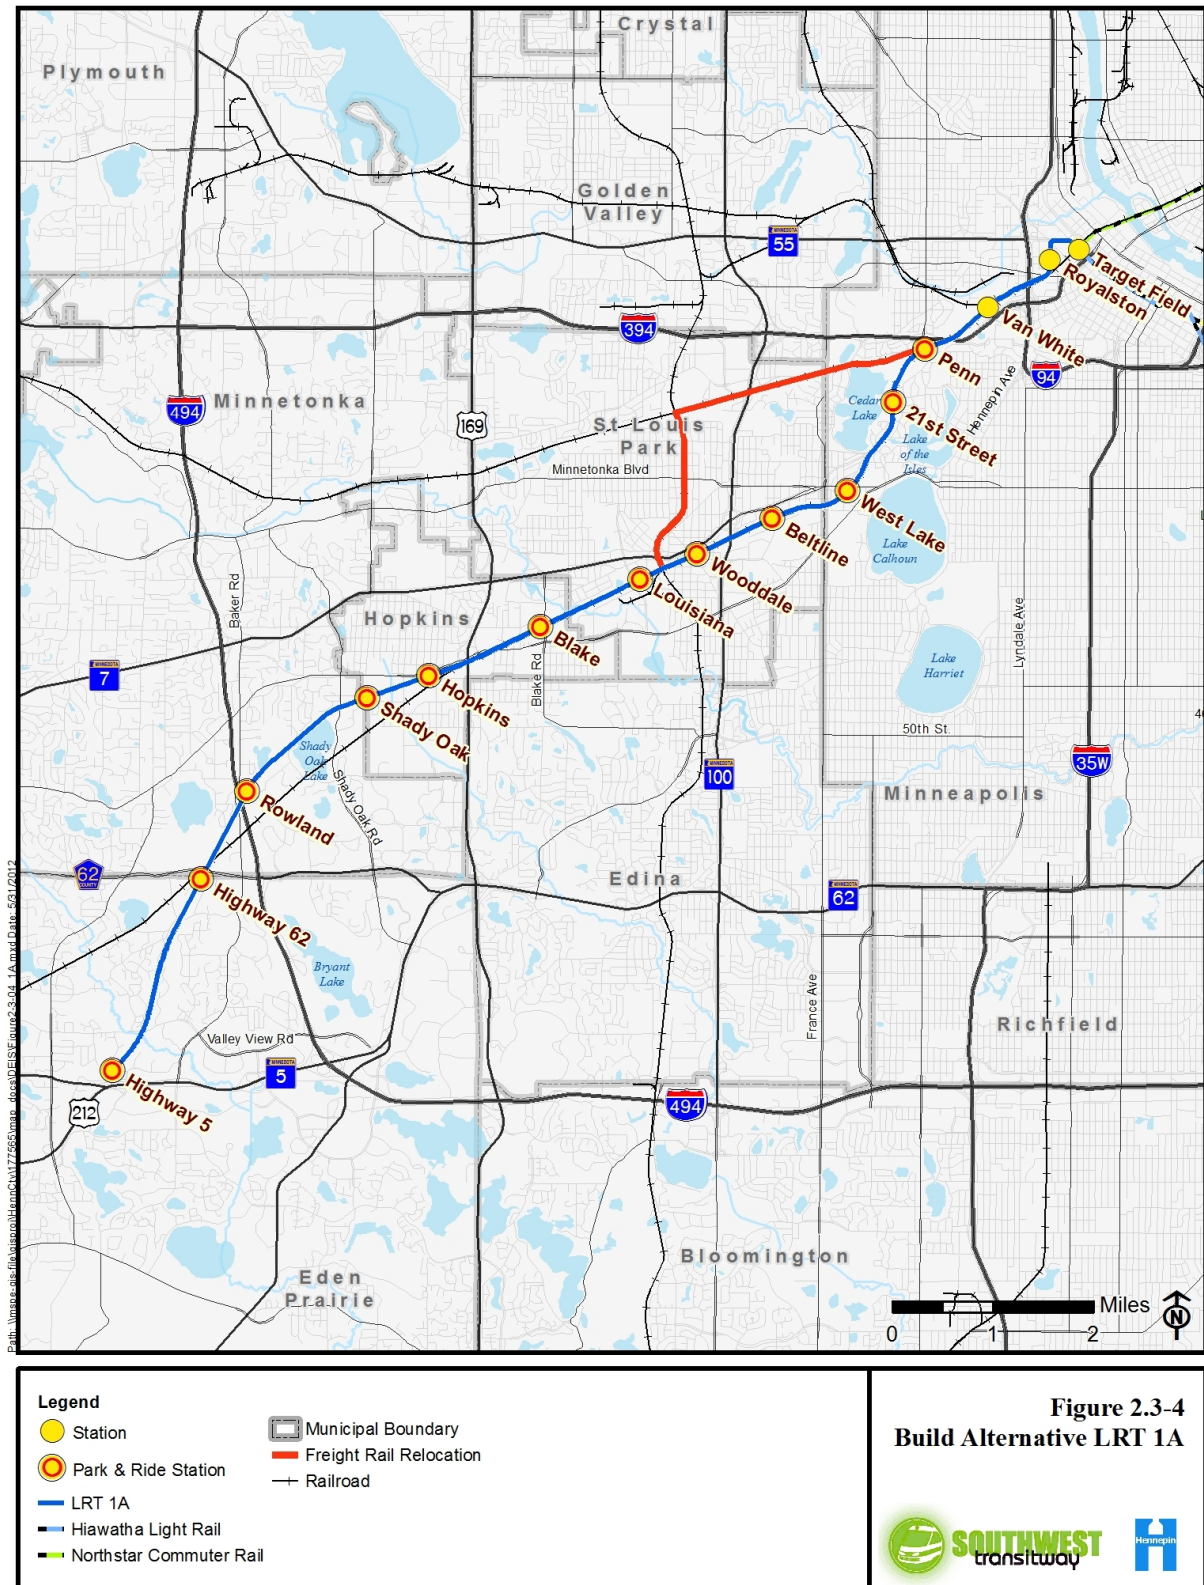 Crystal
Plymouth
Golden
Valley
MINNESOTA
55
Target Field
Royalston
Van White
394
Penn
94
Hennepin Ave
494
Minnetonka
169
Cedar
Lake
21st Street
St Louis
Park
Lake
of the
Isles
Minnetonka Blvd
West Lake
Beltline
Lake
Calhoun
Wooddale
Louisiana
Baker Rd
Hopkins
Blake
Lyndale Ave
Lake
Harriet
MINNESOTA
7
Blake Rd
Hopkins
Shady Oak
50th St.
Shady
Oak
Lake
MINNESOTA
100
35W
Shady Oak Rd
Minneapolis
Rowland
62
COUNTY
Edina
MINNESOTA
62
Highway 62
Bryant
Lake
France Ave
Richfield
Valley View Rd
MINNESOTA
5
Highway 5
212
494
Bloomington
Eden
Prairie
Miles
0 1 2
N
Legend
Station
Park & Ride Station
LRT 1A
Hiawatha Light Rail
Northstar Commuter Rail
Municipal Boundary
Freight Rail Relocation
Railroad
Figure 2.3-4
Build Alternative LRT 1A
SOUTHWEST
transitway
Hennepin